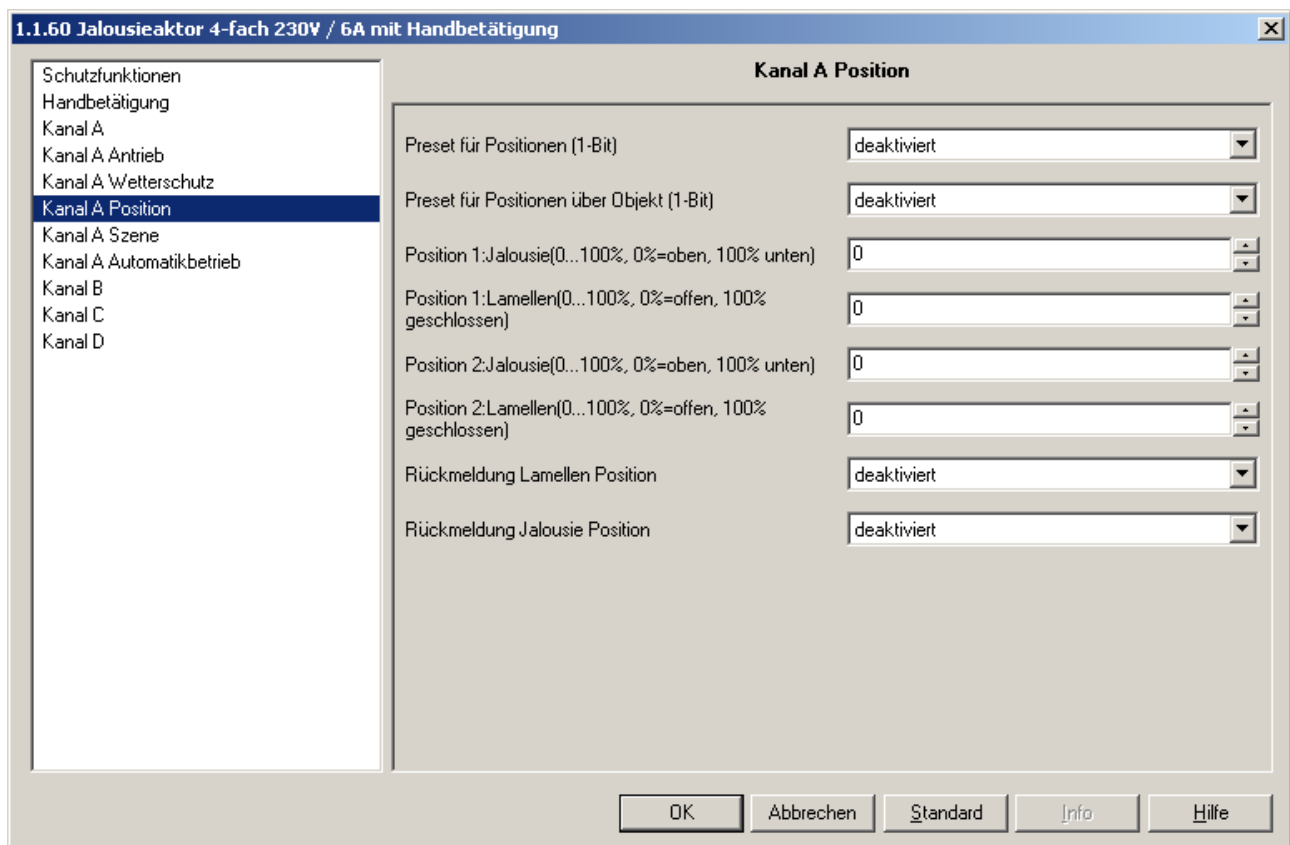 1.1.60 Jalousieaktor 4-fach 230V / 6A mit Handbetätigung
Schutzfunktionen
Handbetätigung
Kanal A
Kanal A Antrieb
Kanal A Wetterschutz
Kanal A Position
Kanal A Szene
Kanal A Automatikbetrieb
Kanal B
Kanal C
Kanal D
Kanal A Position
Preset für Positionen (1-Bit)
deaktiviert
Preset für Positionen über Objekt (1-Bit)
deaktiviert
Position 1:Jalousie(0...100%, 0%=oben, 100% unten)
0
Position 1:Lamellen(0...100%, 0%=offen, 100%
geschlossen)
0
Position 2:Jalousie(0...100%, 0%=oben, 100% unten)
0
Position 2:Lamellen(0...100%, 0%=offen, 100%
geschlossen)
0
Rückmeldung Lamellen Position
deaktiviert
Rückmeldung Jalousie Position
deaktiviert
OK
Abbrechen
Standard
Info
Hilfe